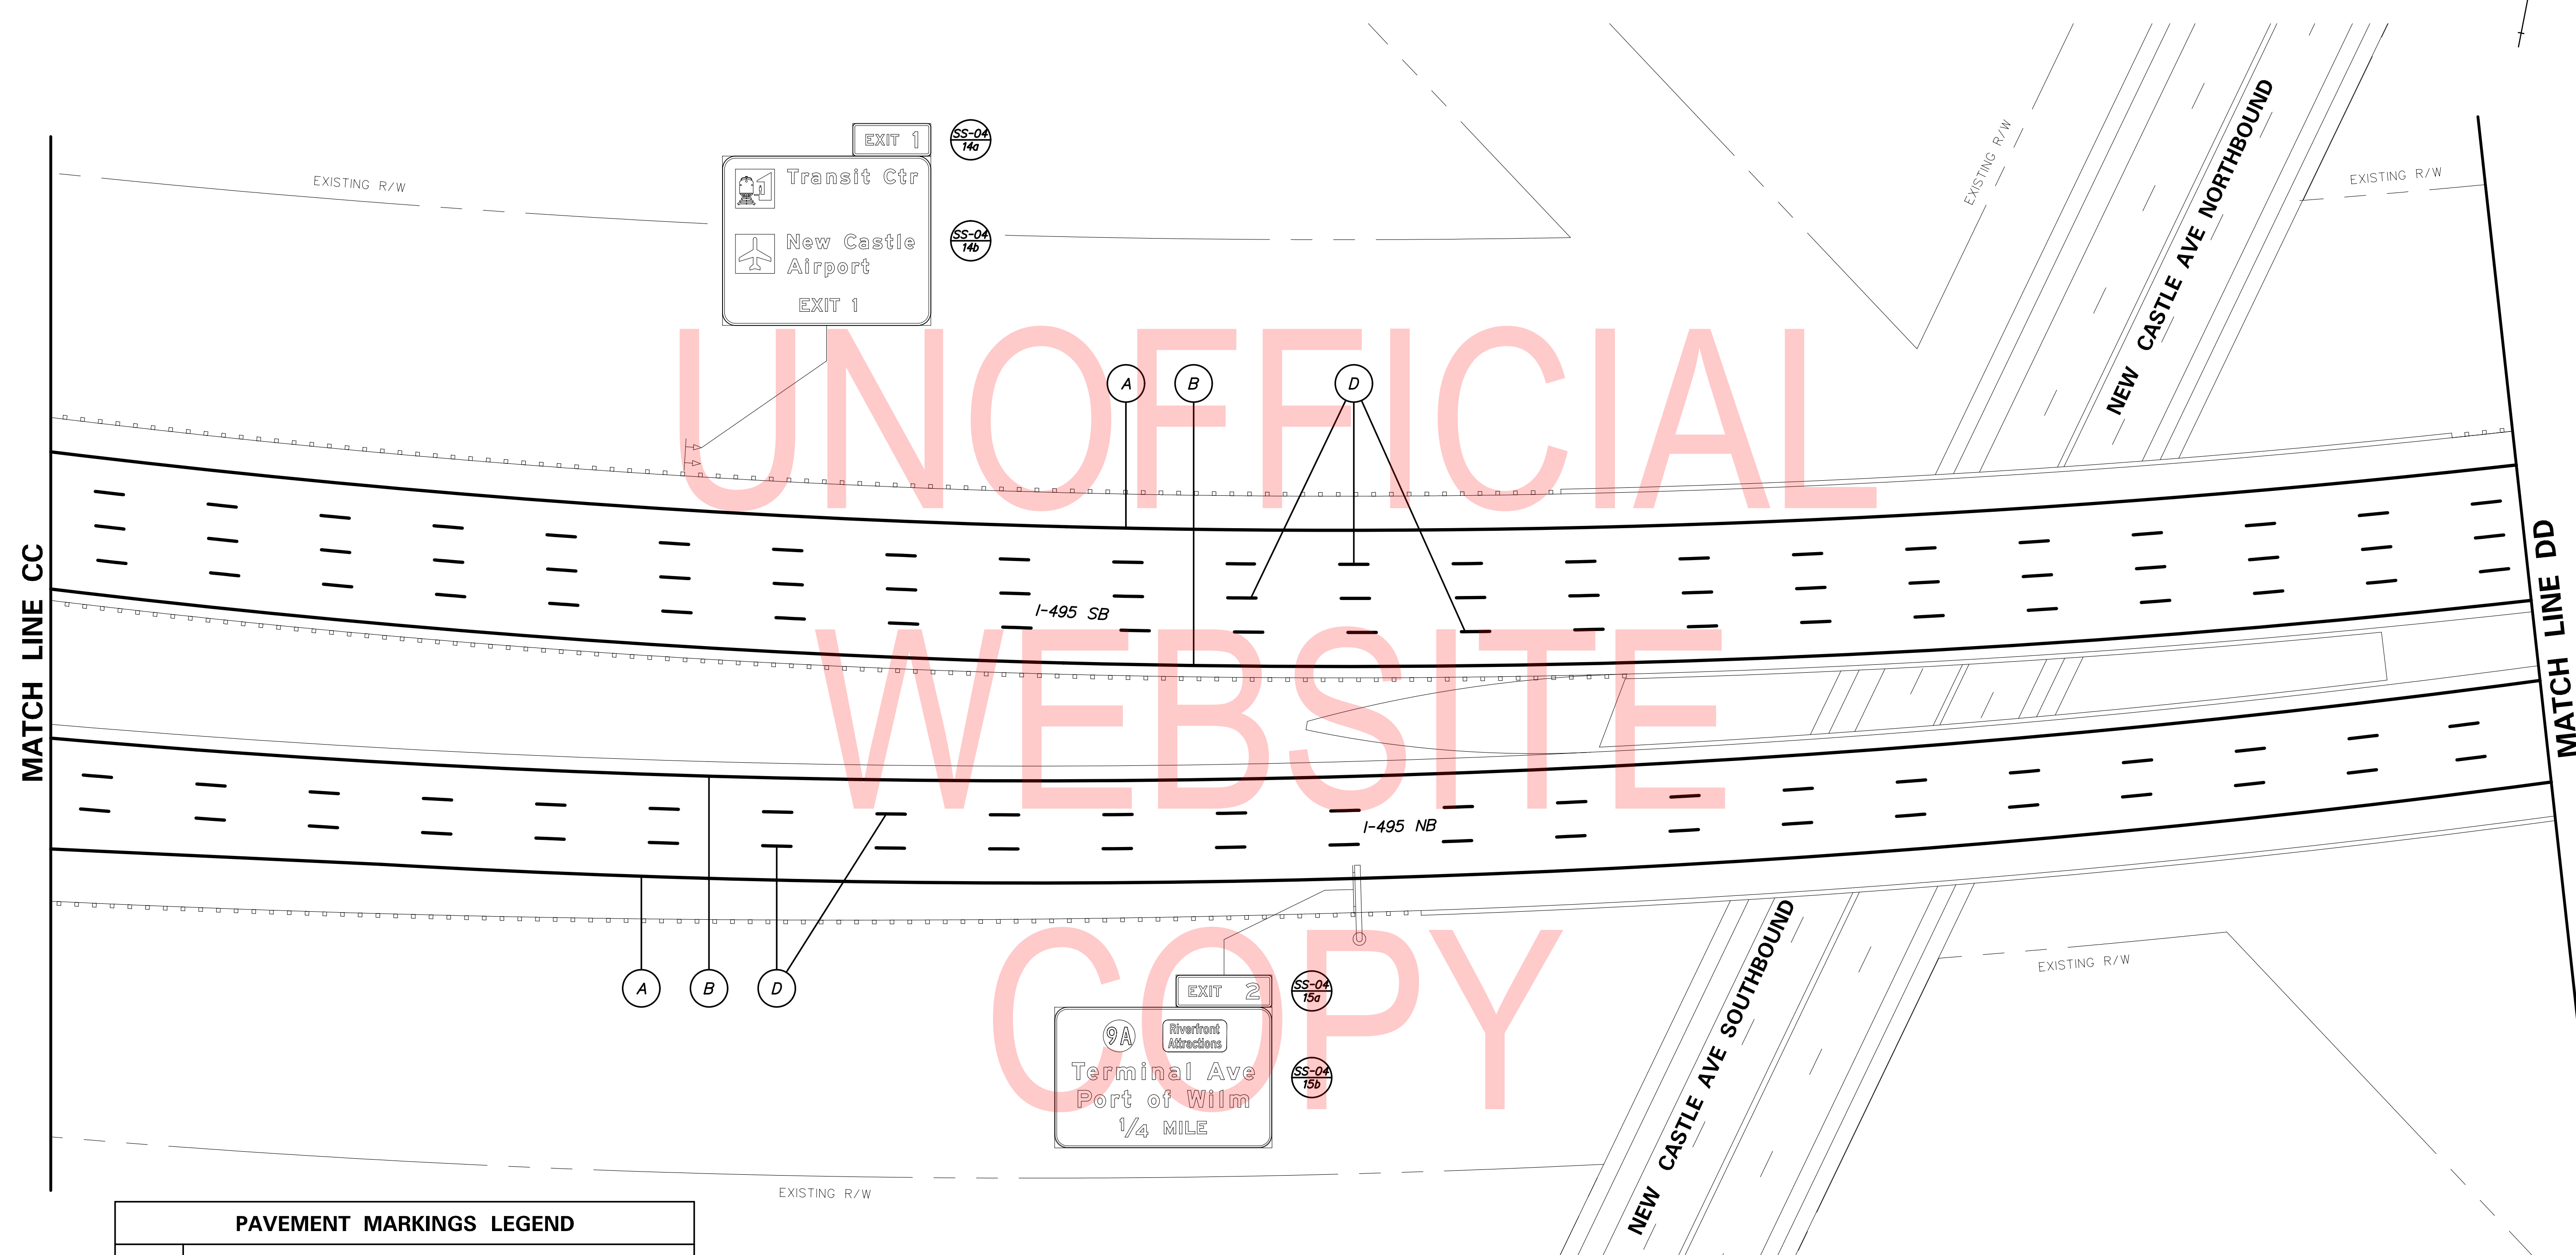 EXIT 1
SS-04
14a
Transit Ctr
New Castle
Airport
EXIT 1
SS-04
14b
EXISTING R/W
EXISTING R/W
EXISTING R/W
NEW CASTLE AVE NORTHBOUND
UNOFFICIAL
WEBSITE
COPY
A
B
D
MATCH LINE CC
MATCH LINE DD
I-495 SB
I-495 NB
A
B
D
EXIT 2
SS-04
15a
9A
Riverfront
Attractions
Terminal Ave
Port of Wilm
1/4 MILE
SS-04
15b
NEW CASTLE AVE SOUTHBOUND
EXISTING R/W
EXISTING R/W
PAVEMENT MARKINGS LEGEND